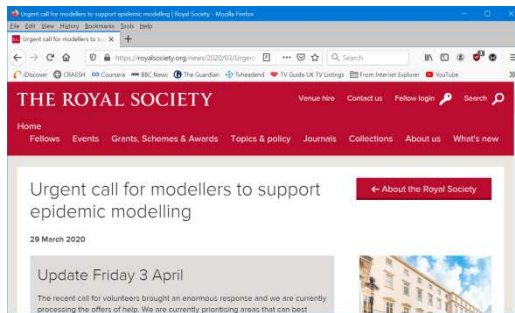 Urgent call for modellers to support epidemic modelling | Royal Society - Mozilla Firefox
File Edit View History Bookmarks Tools Help
Urgent call for modellers to su
https://royalsociety.org/news/2020/03/Urgent Search
iDiscover CRASSH Coursera BBC News The Guardian Tvheadend TV Guide UK TV Listings From Internet Explorer YouTube
THE ROYAL SOCIETY
Venue hire Contact us Fellow login Search
Home
Fellows Events Grants, Schemes & Awards Topics & policy Journals Collections About us What's new
Urgent call for modellers to support
epidemic modelling
← About the Royal Society
29 March 2020
Update Friday 3 April
The recent call for volunteers brought an enormous response and we are currently
processing the offers of help. We are currently prioritising areas that can best